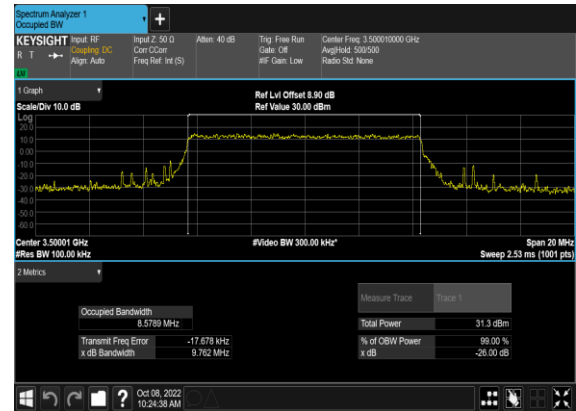 Spectrum Analyzer 1
Occupied BW
KEYSIGHT
R T
LXI
Input: RF
Coupling: DC
Align: Auto
Input Z: 50 Ω
Corr CCorr
Freq Ref: Int (S)
Atten: 40 dB
Trig: Free Run
Gate: Off
#IF Gain: Low
Center Freq: 3.500010000 GHz
Avg|Hold: 500/500
Radio Std: None
1 Graph
Scale/Div 10.0 dB
Ref Lvl Offset 8.90 dB
Ref Value 30.00 dBm
Log
20.0
10.0
0.00
-10.0
-20.0
-30.0
-40.0
-50.0
-60.0
Center 3.50001 GHz
#Res BW 100.00 kHz
#Video BW 300.00 kHz*
Span 20 MHz
Sweep 2.53 ms (1001 pts)
2 Metrics
Measure Trace Trace 1
Occupied Bandwidth
8.5789 MHz
Total Power 31.3 dBm
Transmit Freq Error -17.678 kHz
% of OBW Power 99.00 %
x dB Bandwidth 9.762 MHz
x dB -26.00 dB
?
Oct 08, 2022
10:24:38 AM